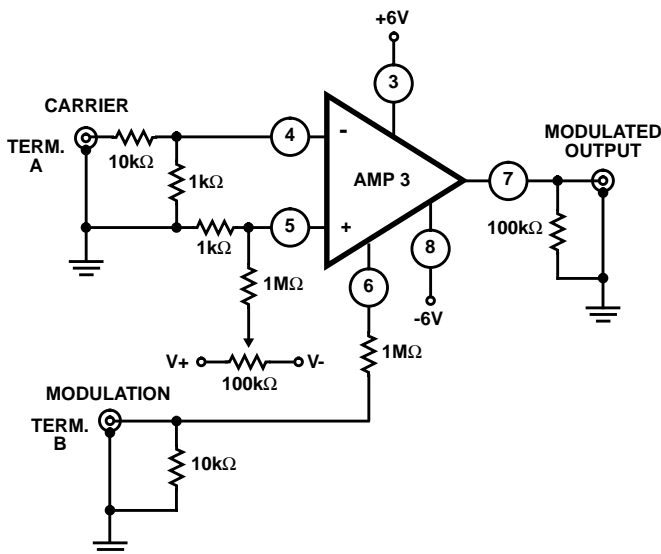 +6V
3
CARRIER
TERM.
A
10kΩ
4
-
AMP 3
MODULATED
OUTPUT
7
1kΩ
1kΩ
5
+
8
100kΩ
6
-6V
1MΩ
1MΩ
V+
V-
100kΩ
MODULATION
TERM.
B
10kΩ